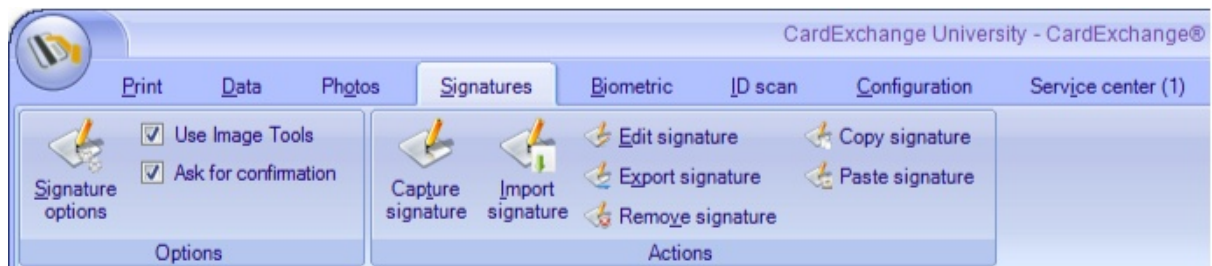 CardExchange University - CardExchange®
Print Data Photos Signatures Biometric ID scan Configuration Service center (1)
Signature options
Use Image Tools
Ask for confirmation
Options
Capture signature
Import signature
Edit signature
Export signature
Remove signature
Copy signature
Paste signature
Actions